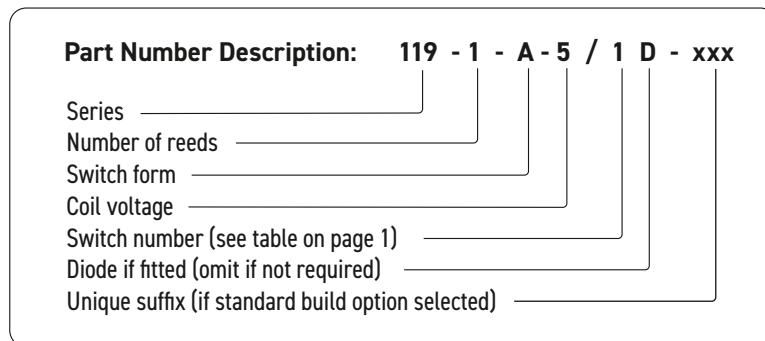 Part Number Description: 119 - 1 - A - 5 / 1 D - xxx
Series
Number of reeds
Switch form
Coil voltage
Switch number (see table on page 1)
Diode if fitted (omit if not required)
Unique suffix (if standard build option selected)